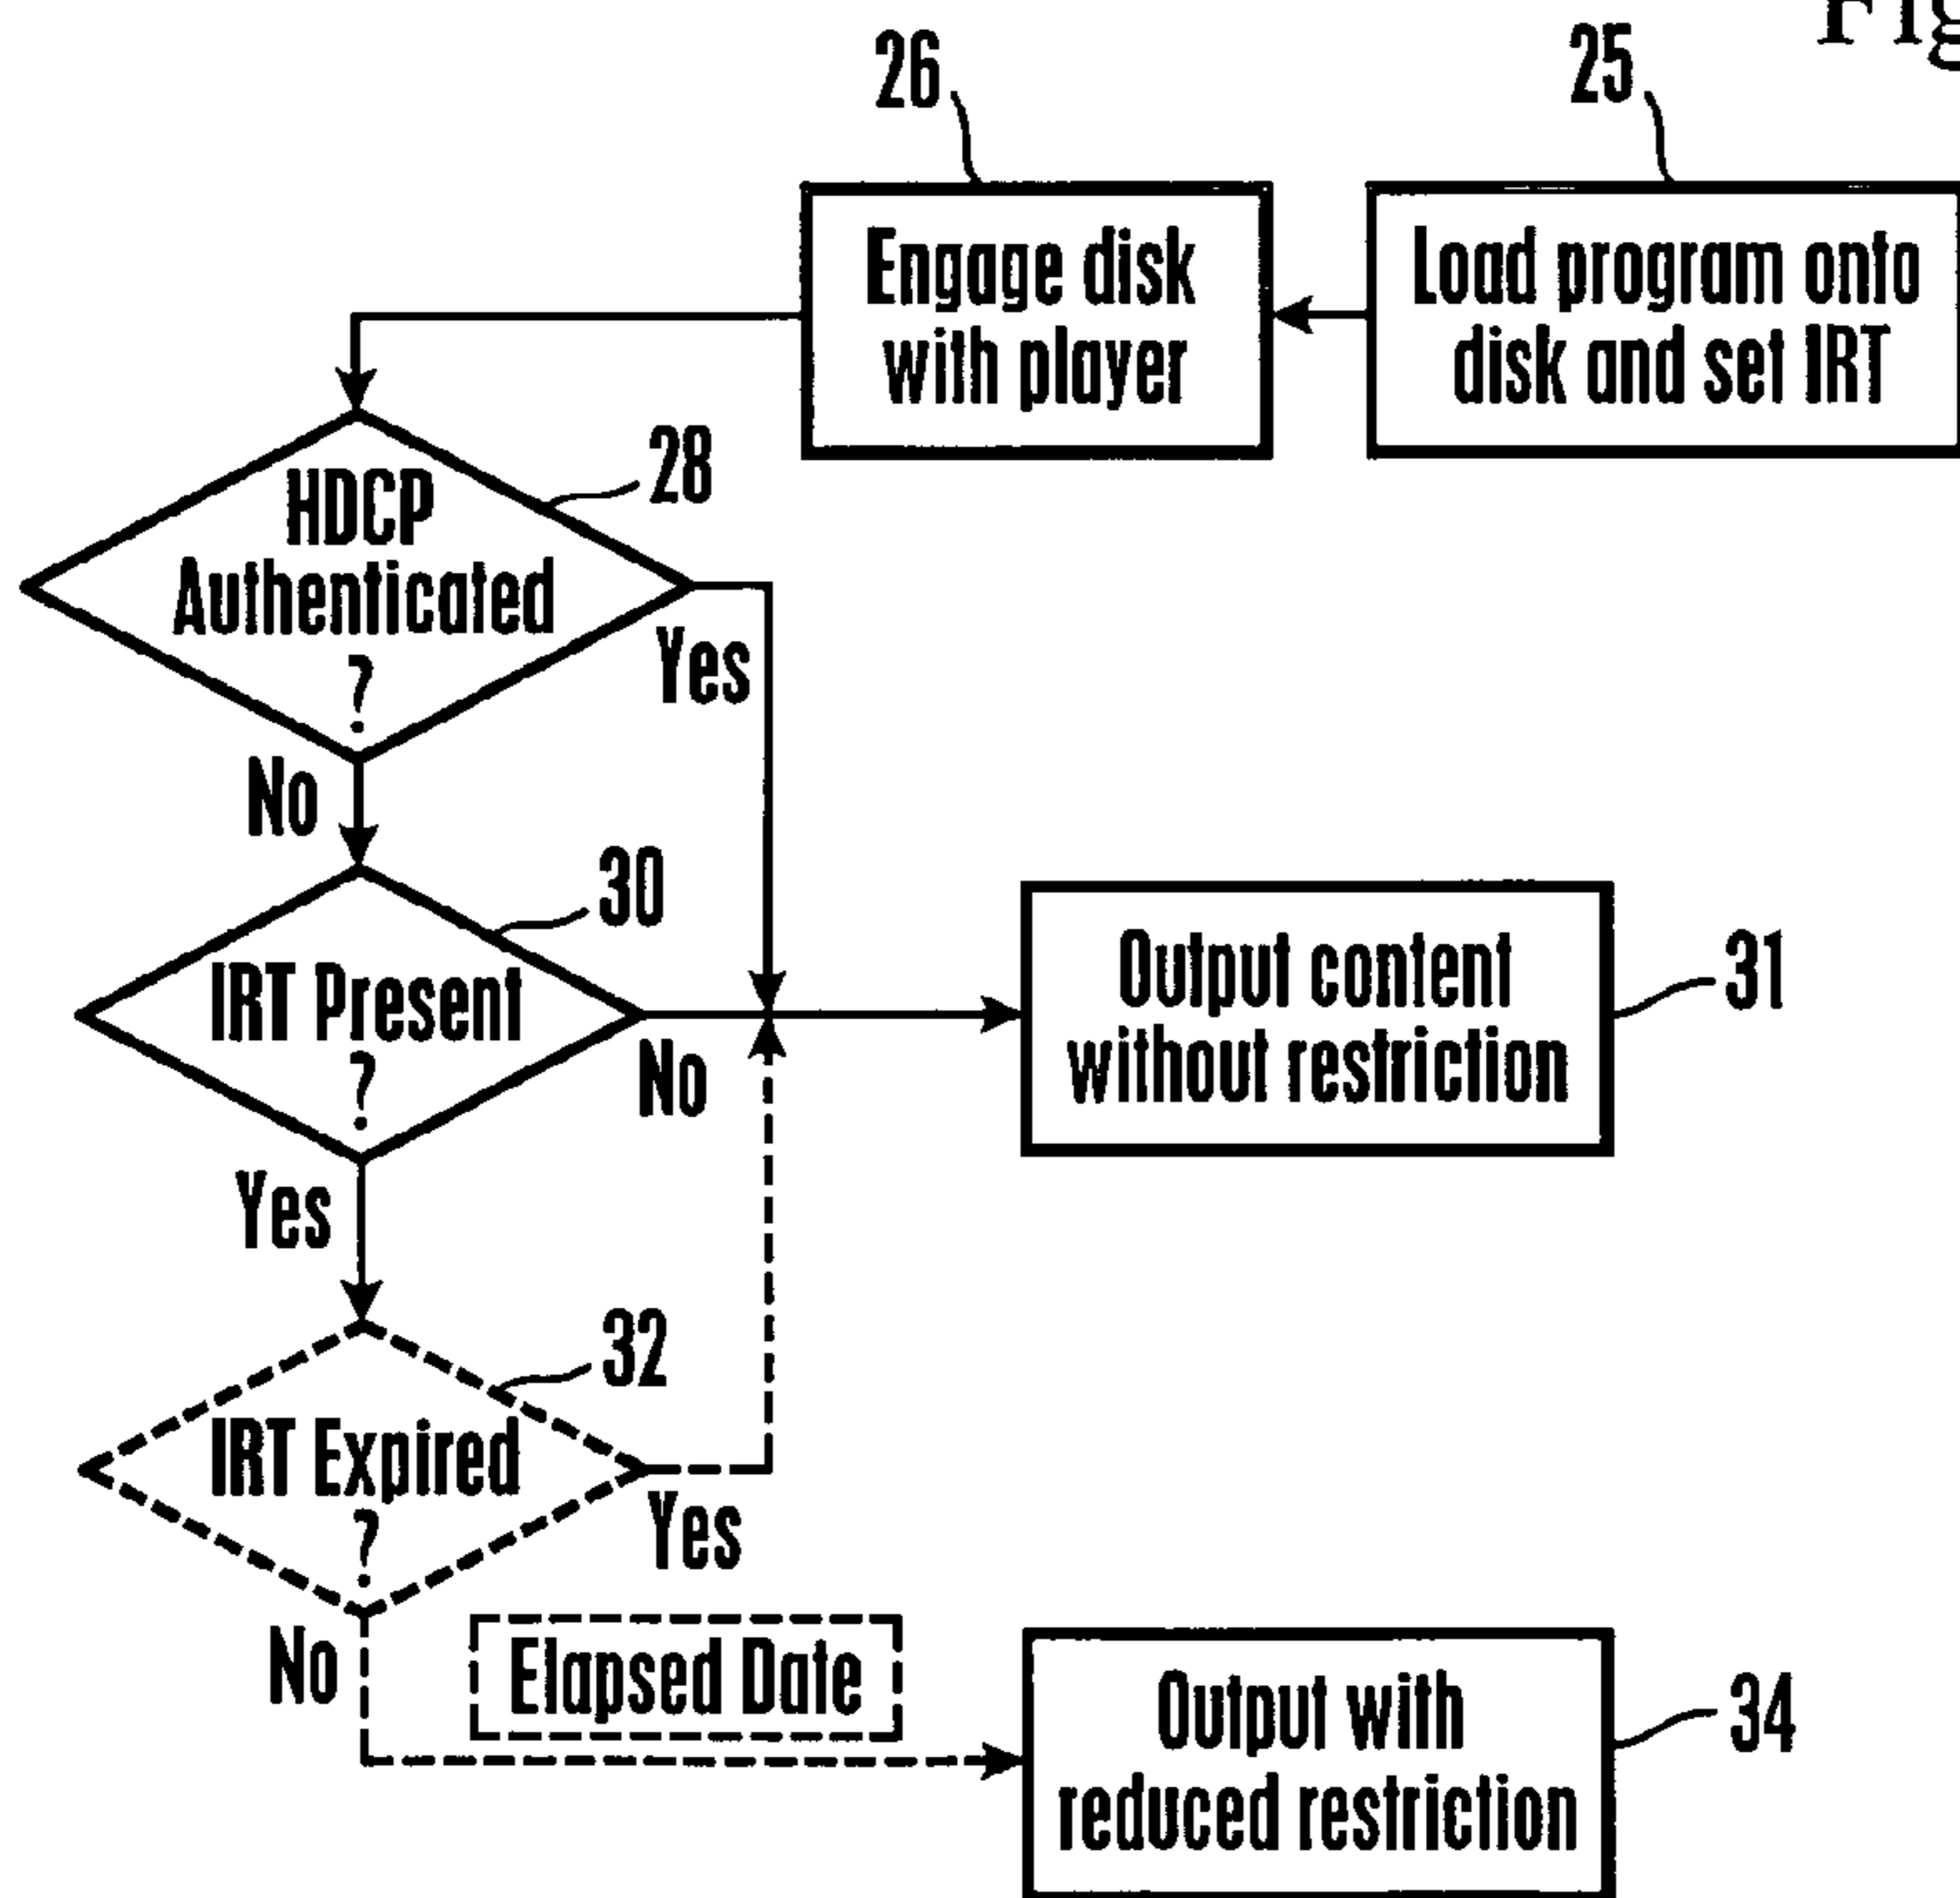 Fig
26
25
Engage disk
with player
Load program onto
disk and set IRT
28
HDCP
Authenticated
?
Yes
No
30
IRT Present
?
No
Output content
without restriction
31
Yes
32
IRT Expired
?
Yes
No
Elapsed Date
Output with
reduced restriction
34